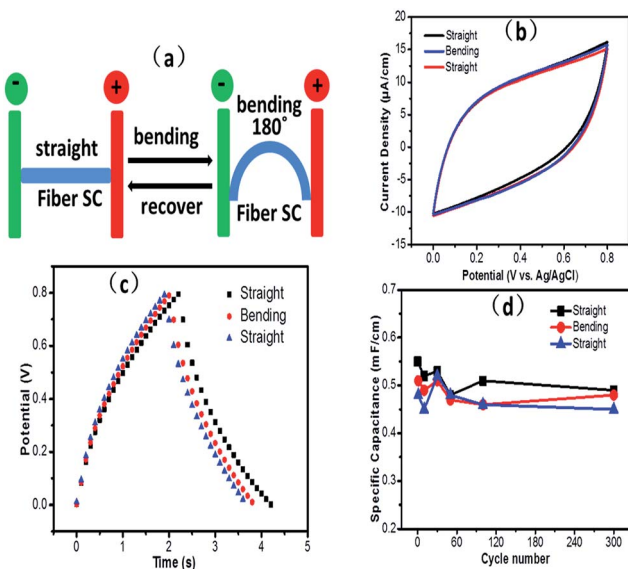 (a)
- + - +
straight bending bending
180°
Fiber SC recover Fiber SC
(b)
Straight
Bending
Straight
Current Density (μA/cm)
25
20
15
10
5
0
-5
-10
-15
0.0 0.2 0.4 0.6 0.8
Potential (V vs. Ag/AgCl)
(c)
Straight
Bending
Straight
Potential (V)
0.8
0.6
0.4
0.2
0.0
0 1 2 3 4 5
Time (s)
(d)
Straight
Bending
Straight
Specific Capacitance (mF/cm)
0.7
0.6
0.5
0.4
0.3
0.2
0 60 120 180 240 300
Cycle number